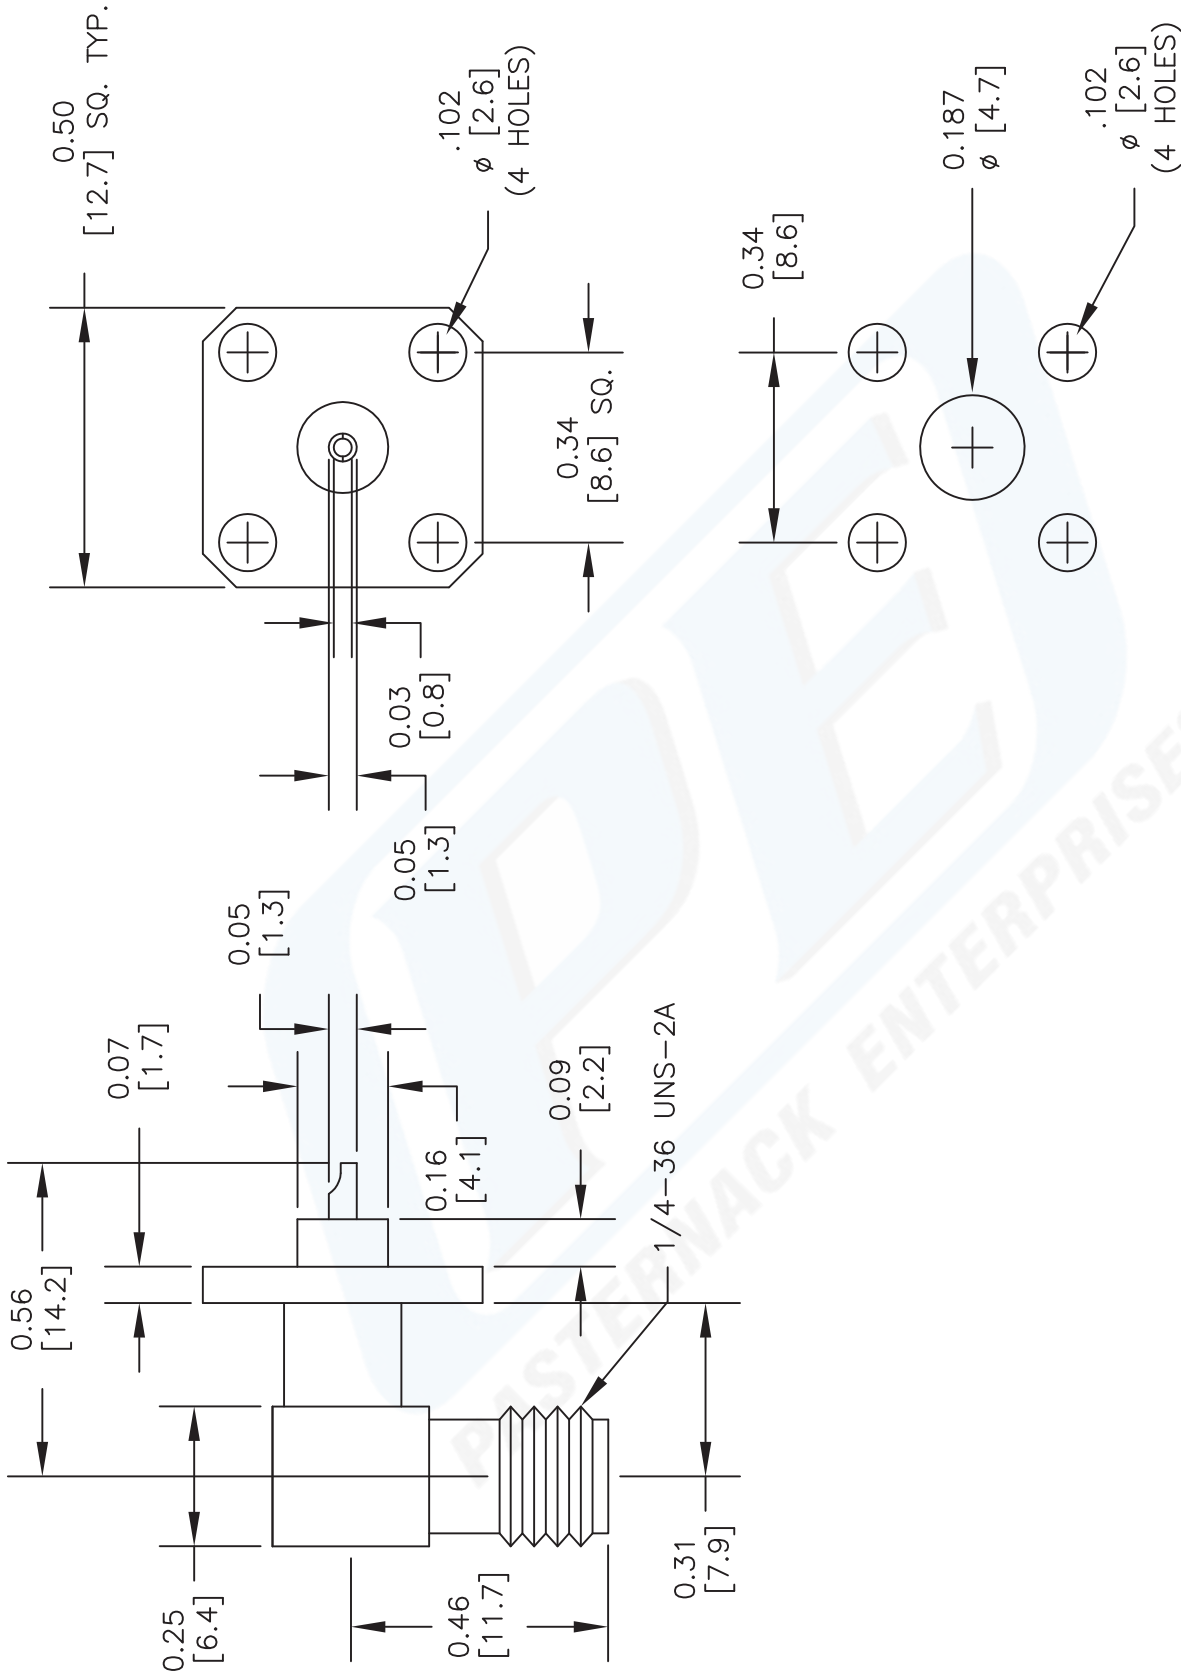 0.50
[12.7] SQ. TYP.
.102
ø [2.6]
(4 HOLES)
0.34
[8.6] SQ.
0.03
[0.8]
0.05
[1.3]
0.34
[8.6]
0.187
ø [4.7]
.102
ø [2.6]
(4 HOLES)
0.05
[1.3]
0.07
[1.7]
0.56
[14.2]
0.16
[4.1]
0.09
[2.2]
1/4-36 UNS-2A
0.25
[6.4]
0.46
[11.7]
0.31
[7.9]
PEI
PASTERNACK ENTERPRISES